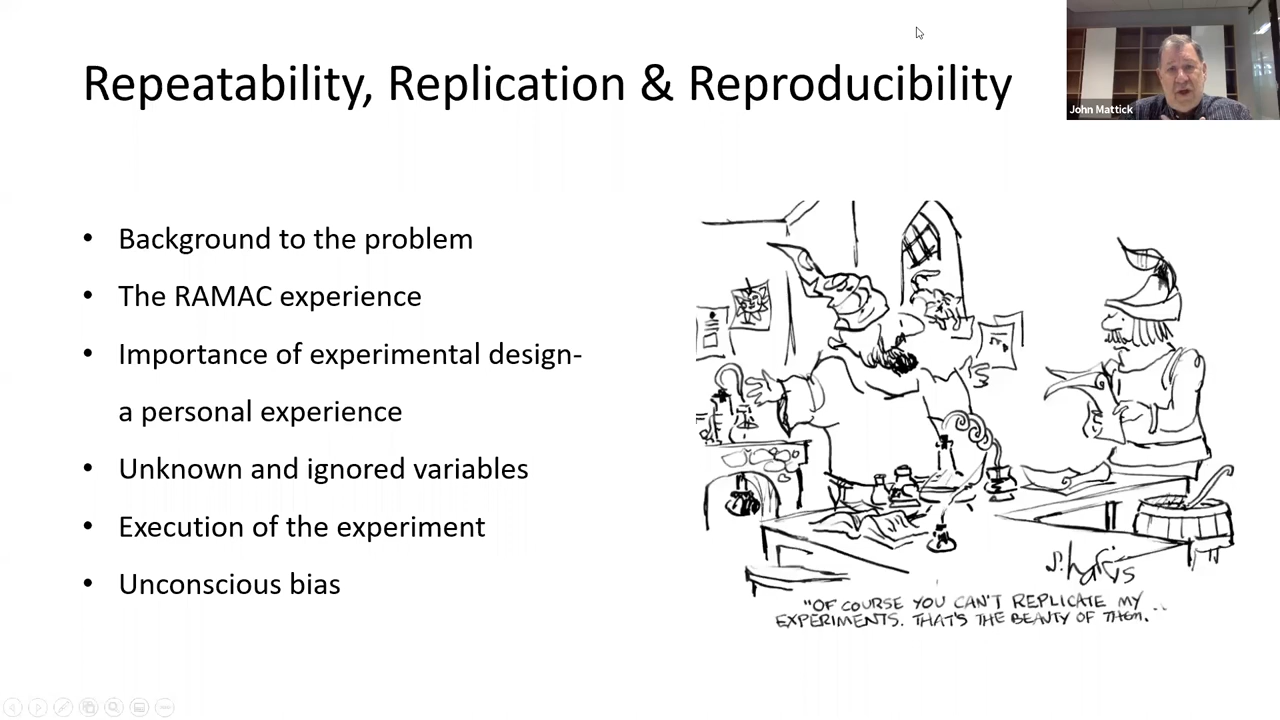 Repeatability, Replication & Reproducibility
John Mattick
• Background to the problem
• The RAMAC experience
• Importance of experimental design-
a personal experience
• Unknown and ignored variables
• Execution of the experiment
• Unconscious bias
S. harris
"OF COURSE YOU CAN'T REPLICATE MY
EXPERIMENTS. THAT'S THE BEAUTY OF THEM.